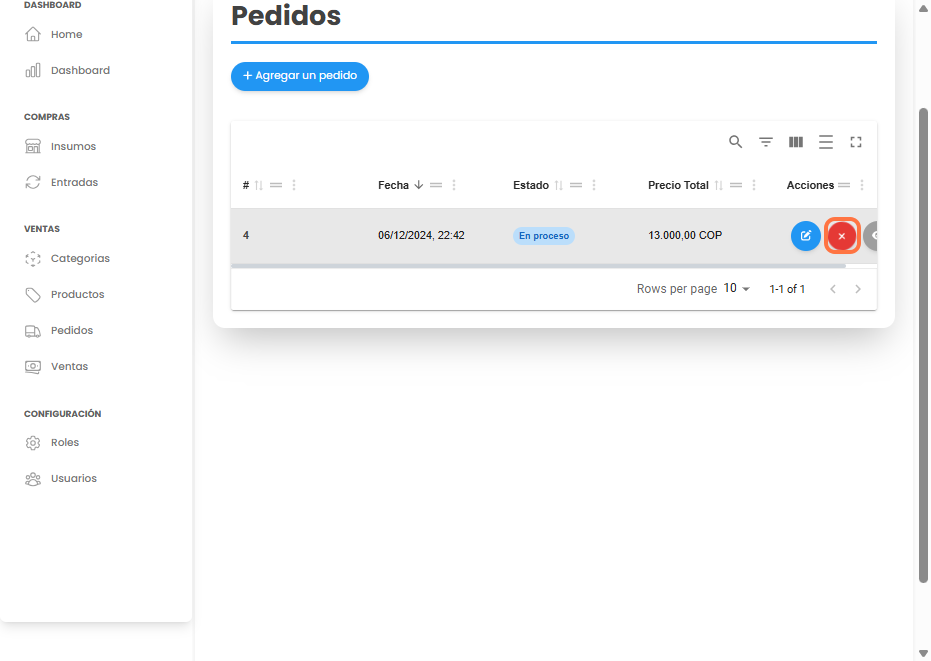 DASHBOARD
Home
Dashboard
COMPRAS
Insumos
Entradas
VENTAS
Categorias
Productos
Pedidos
Ventas
CONFIGURACIÓN
Roles
Usuarios
Pedidos
+ Agregar un pedido
# Fecha Estado Precio Total Acciones
4 06/12/2024, 22:42 En proceso 13.000,00 COP
Rows per page 10 1-1 of 1